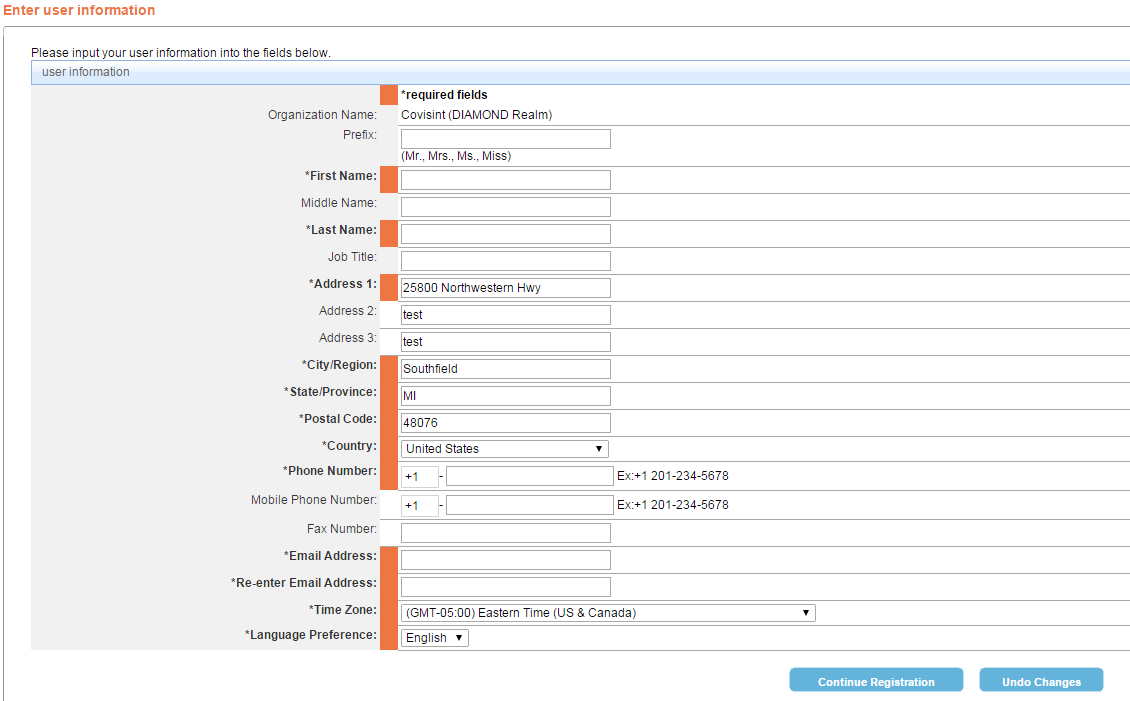 Enter user information
Please input your user information into the fields below.
user information
*required fields
Organization Name: Covisint (DIAMOND Realm)
Prefix:
(Mr., Mrs., Ms., Miss)
*First Name:
Middle Name:
*Last Name:
Job Title:
*Address 1: 25800 Northwestern Hwy
Address 2: test
Address 3: test
*City/Region: Southfield
*State/Province: MI
*Postal Code: 48076
*Country: United States
*Phone Number: +1 - Ex:+1 201-234-5678
Mobile Phone Number: +1 - Ex:+1 201-234-5678
Fax Number:
*Email Address:
*Re-enter Email Address:
*Time Zone: (GMT-05:00) Eastern Time (US & Canada)
*Language Preference: English
Continue Registration Undo Changes